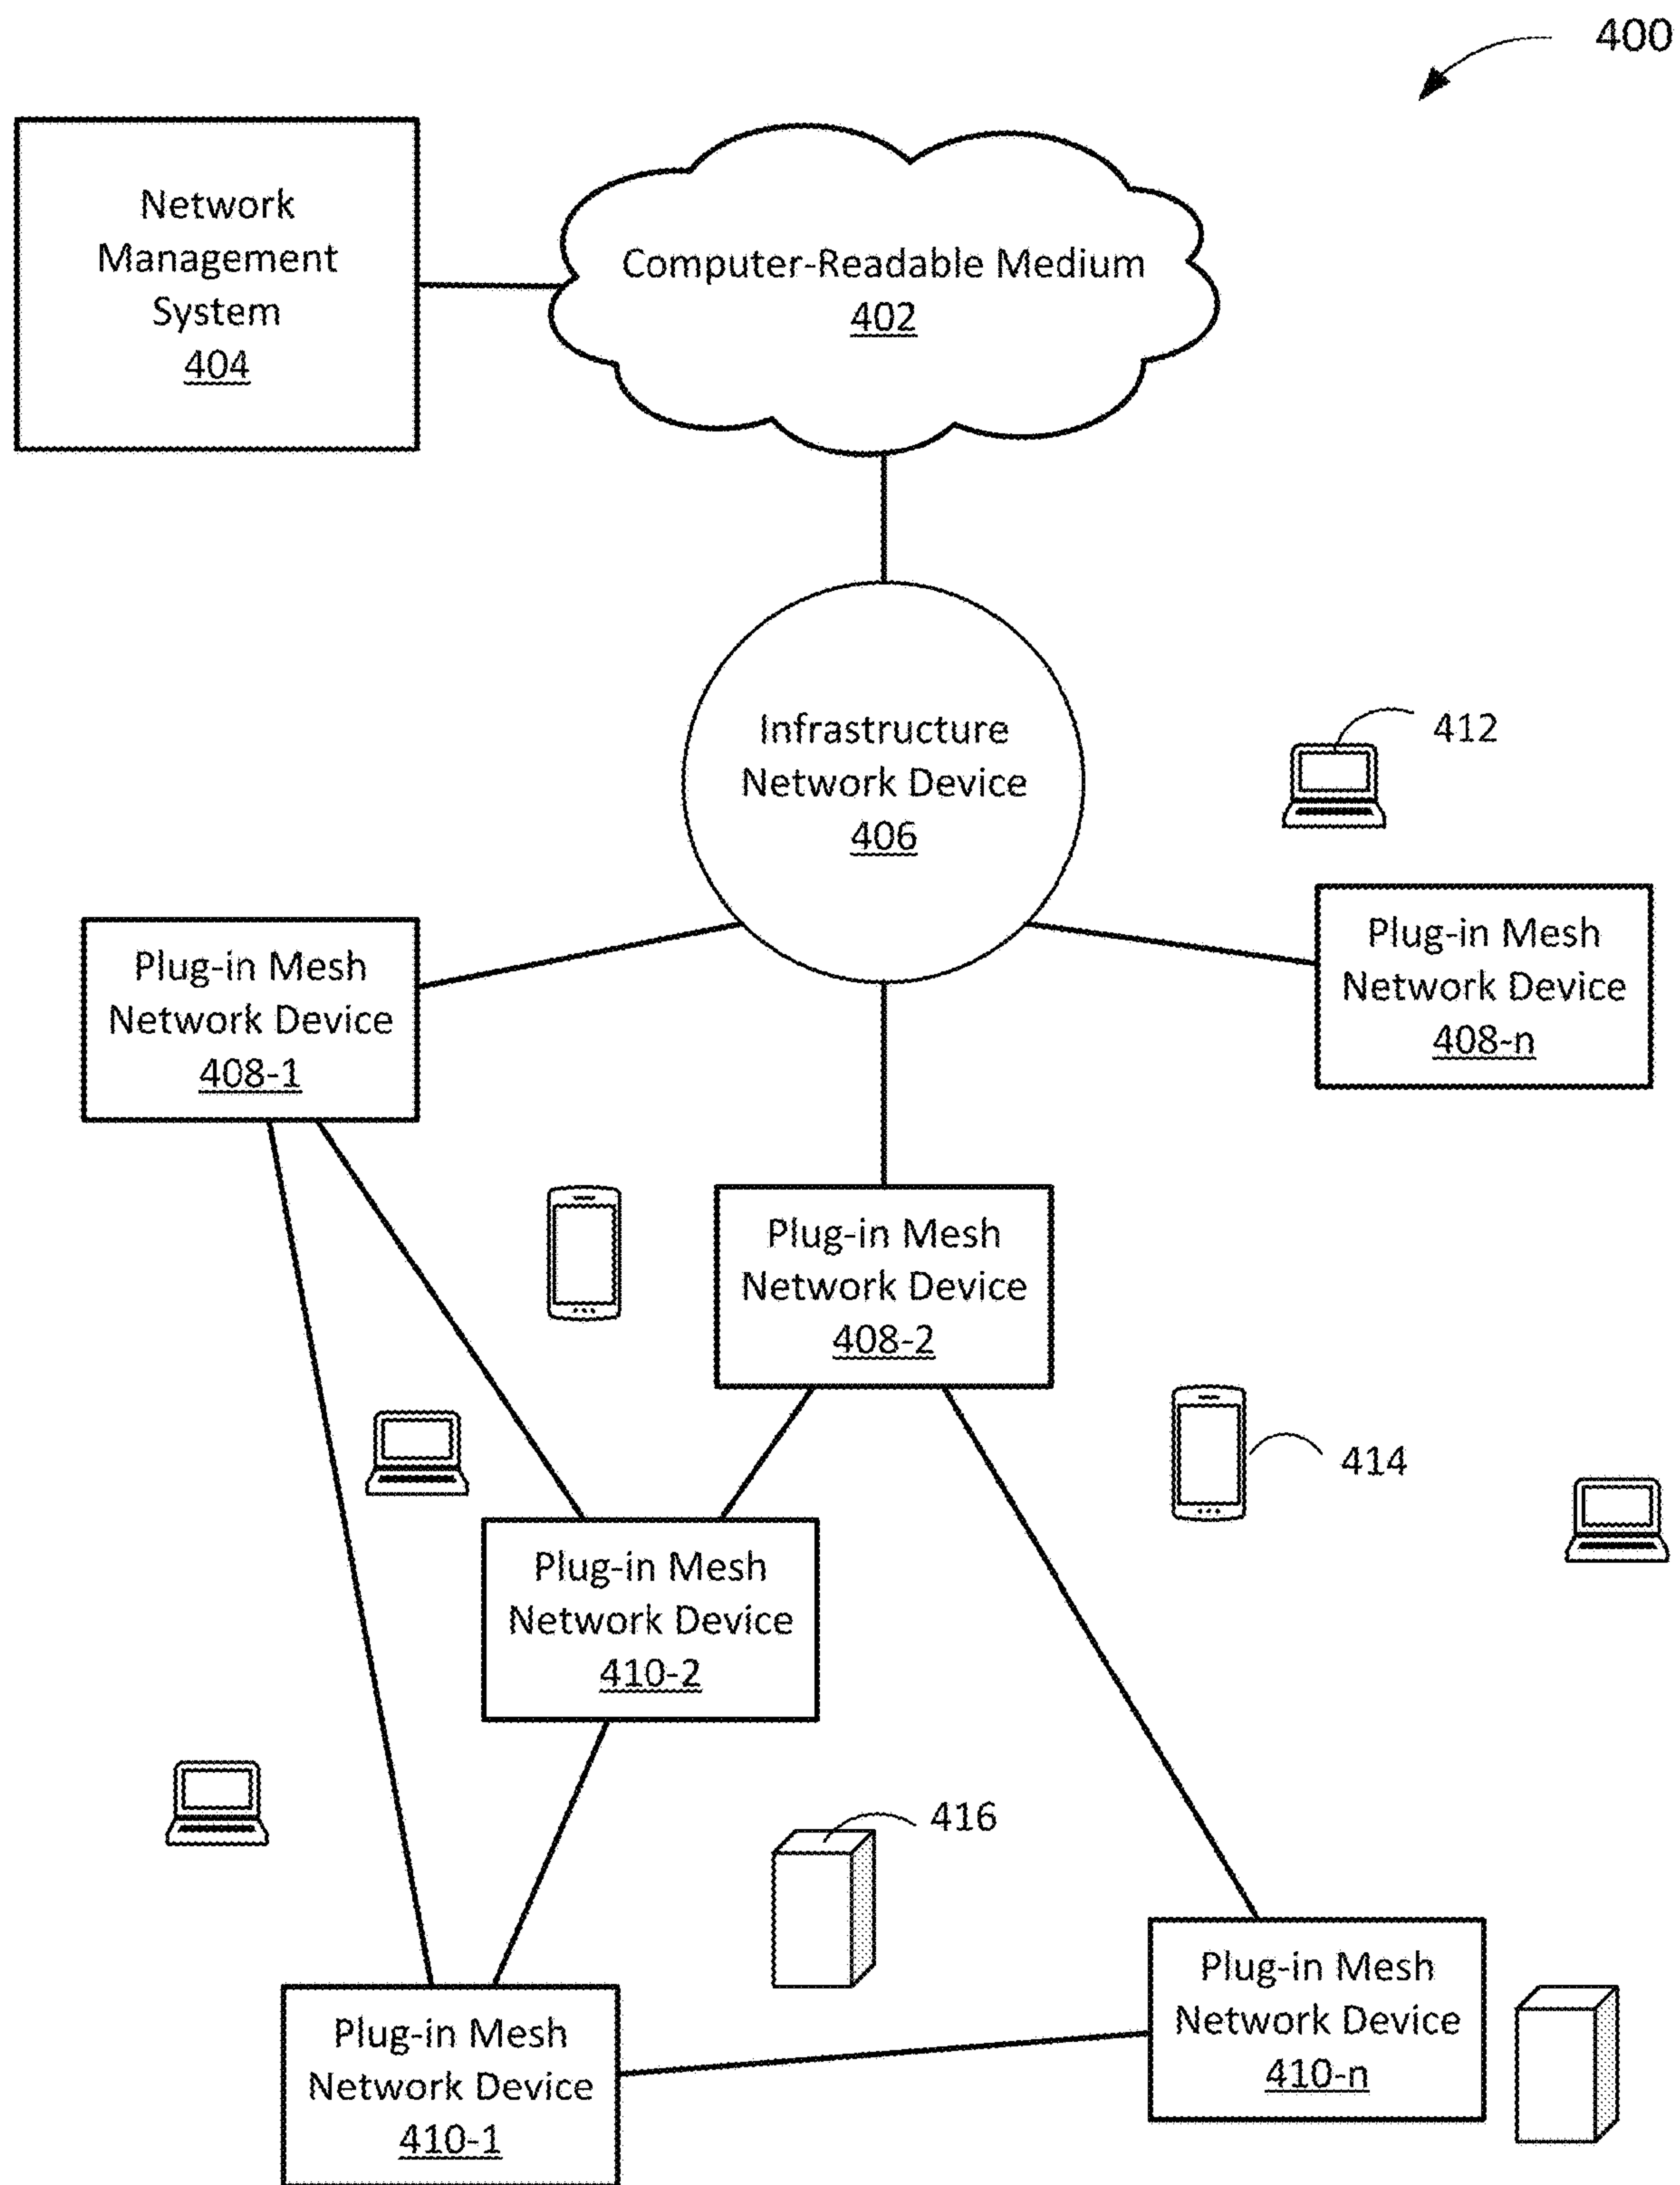 400
Network
Management
System
404
Computer-Readable Medium
402
Infrastructure
Network Device
406
412
Plug-in Mesh
Network Device
408-1
Plug-in Mesh
Network Device
408-n
Plug-in Mesh
Network Device
408-2
414
Plug-in Mesh
Network Device
410-2
416
Plug-in Mesh
Network Device
410-n
Plug-in Mesh
Network Device
410-1